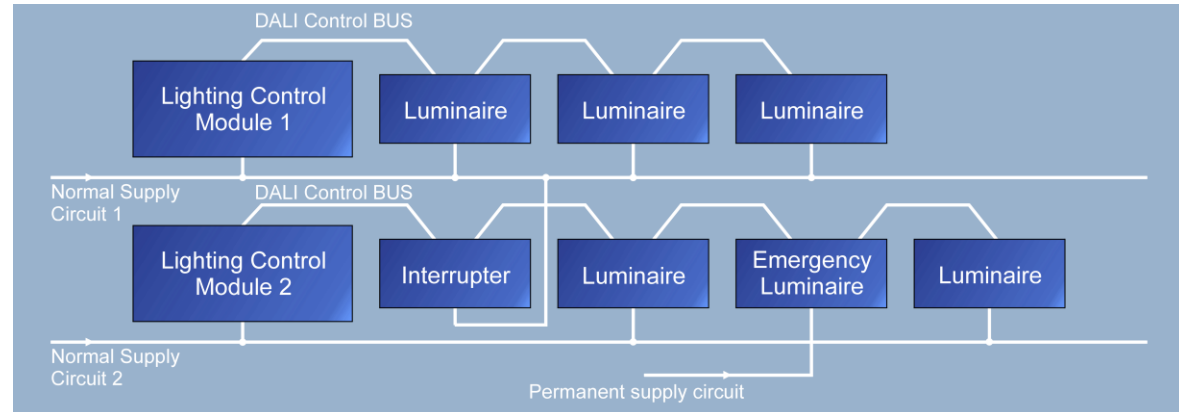 DALI Control BUS
Lighting Control
Module 1
Luminaire
Luminaire
Luminaire
Normal Supply
Circuit 1
DALI Control BUS
Lighting Control
Module 2
Interrupter
Luminaire
Emergency
Luminaire
Luminaire
Normal Supply
Circuit 2
Permanent supply circuit